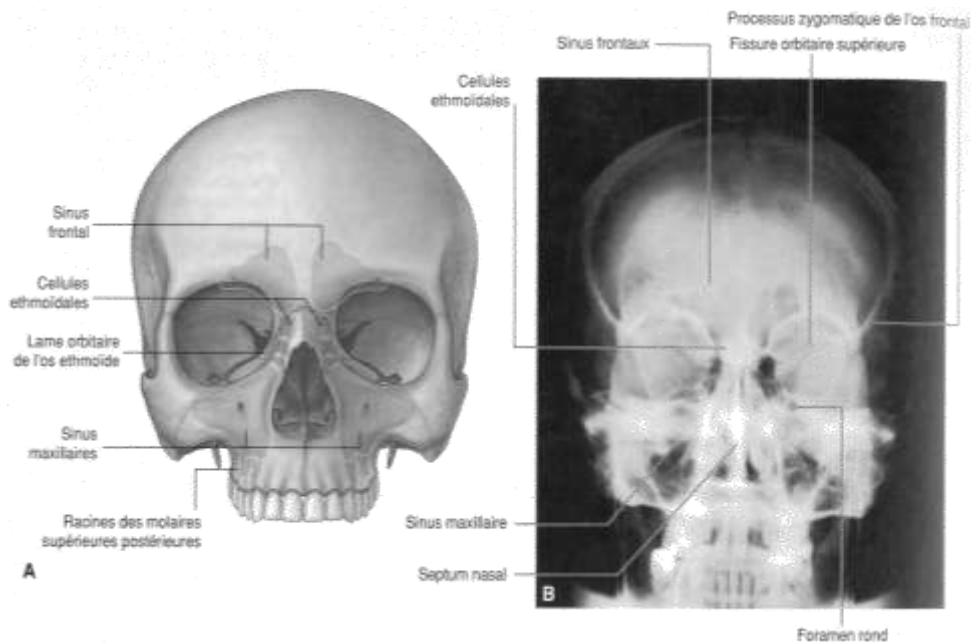 Sinus
frontal
Cellules
ethmoïdales
Lame orbitaire
de l'os ethmoïde
Sinus
maxillaires
Racines des molaires
supérieures postérieures
A
Processus zygomatique de l'os frontal
Sinus frontaux
Fissure orbitaire supérieure
Cellules
ethmoïdales
Sinus maxillaire
Septum nasal
B
Foramen rond